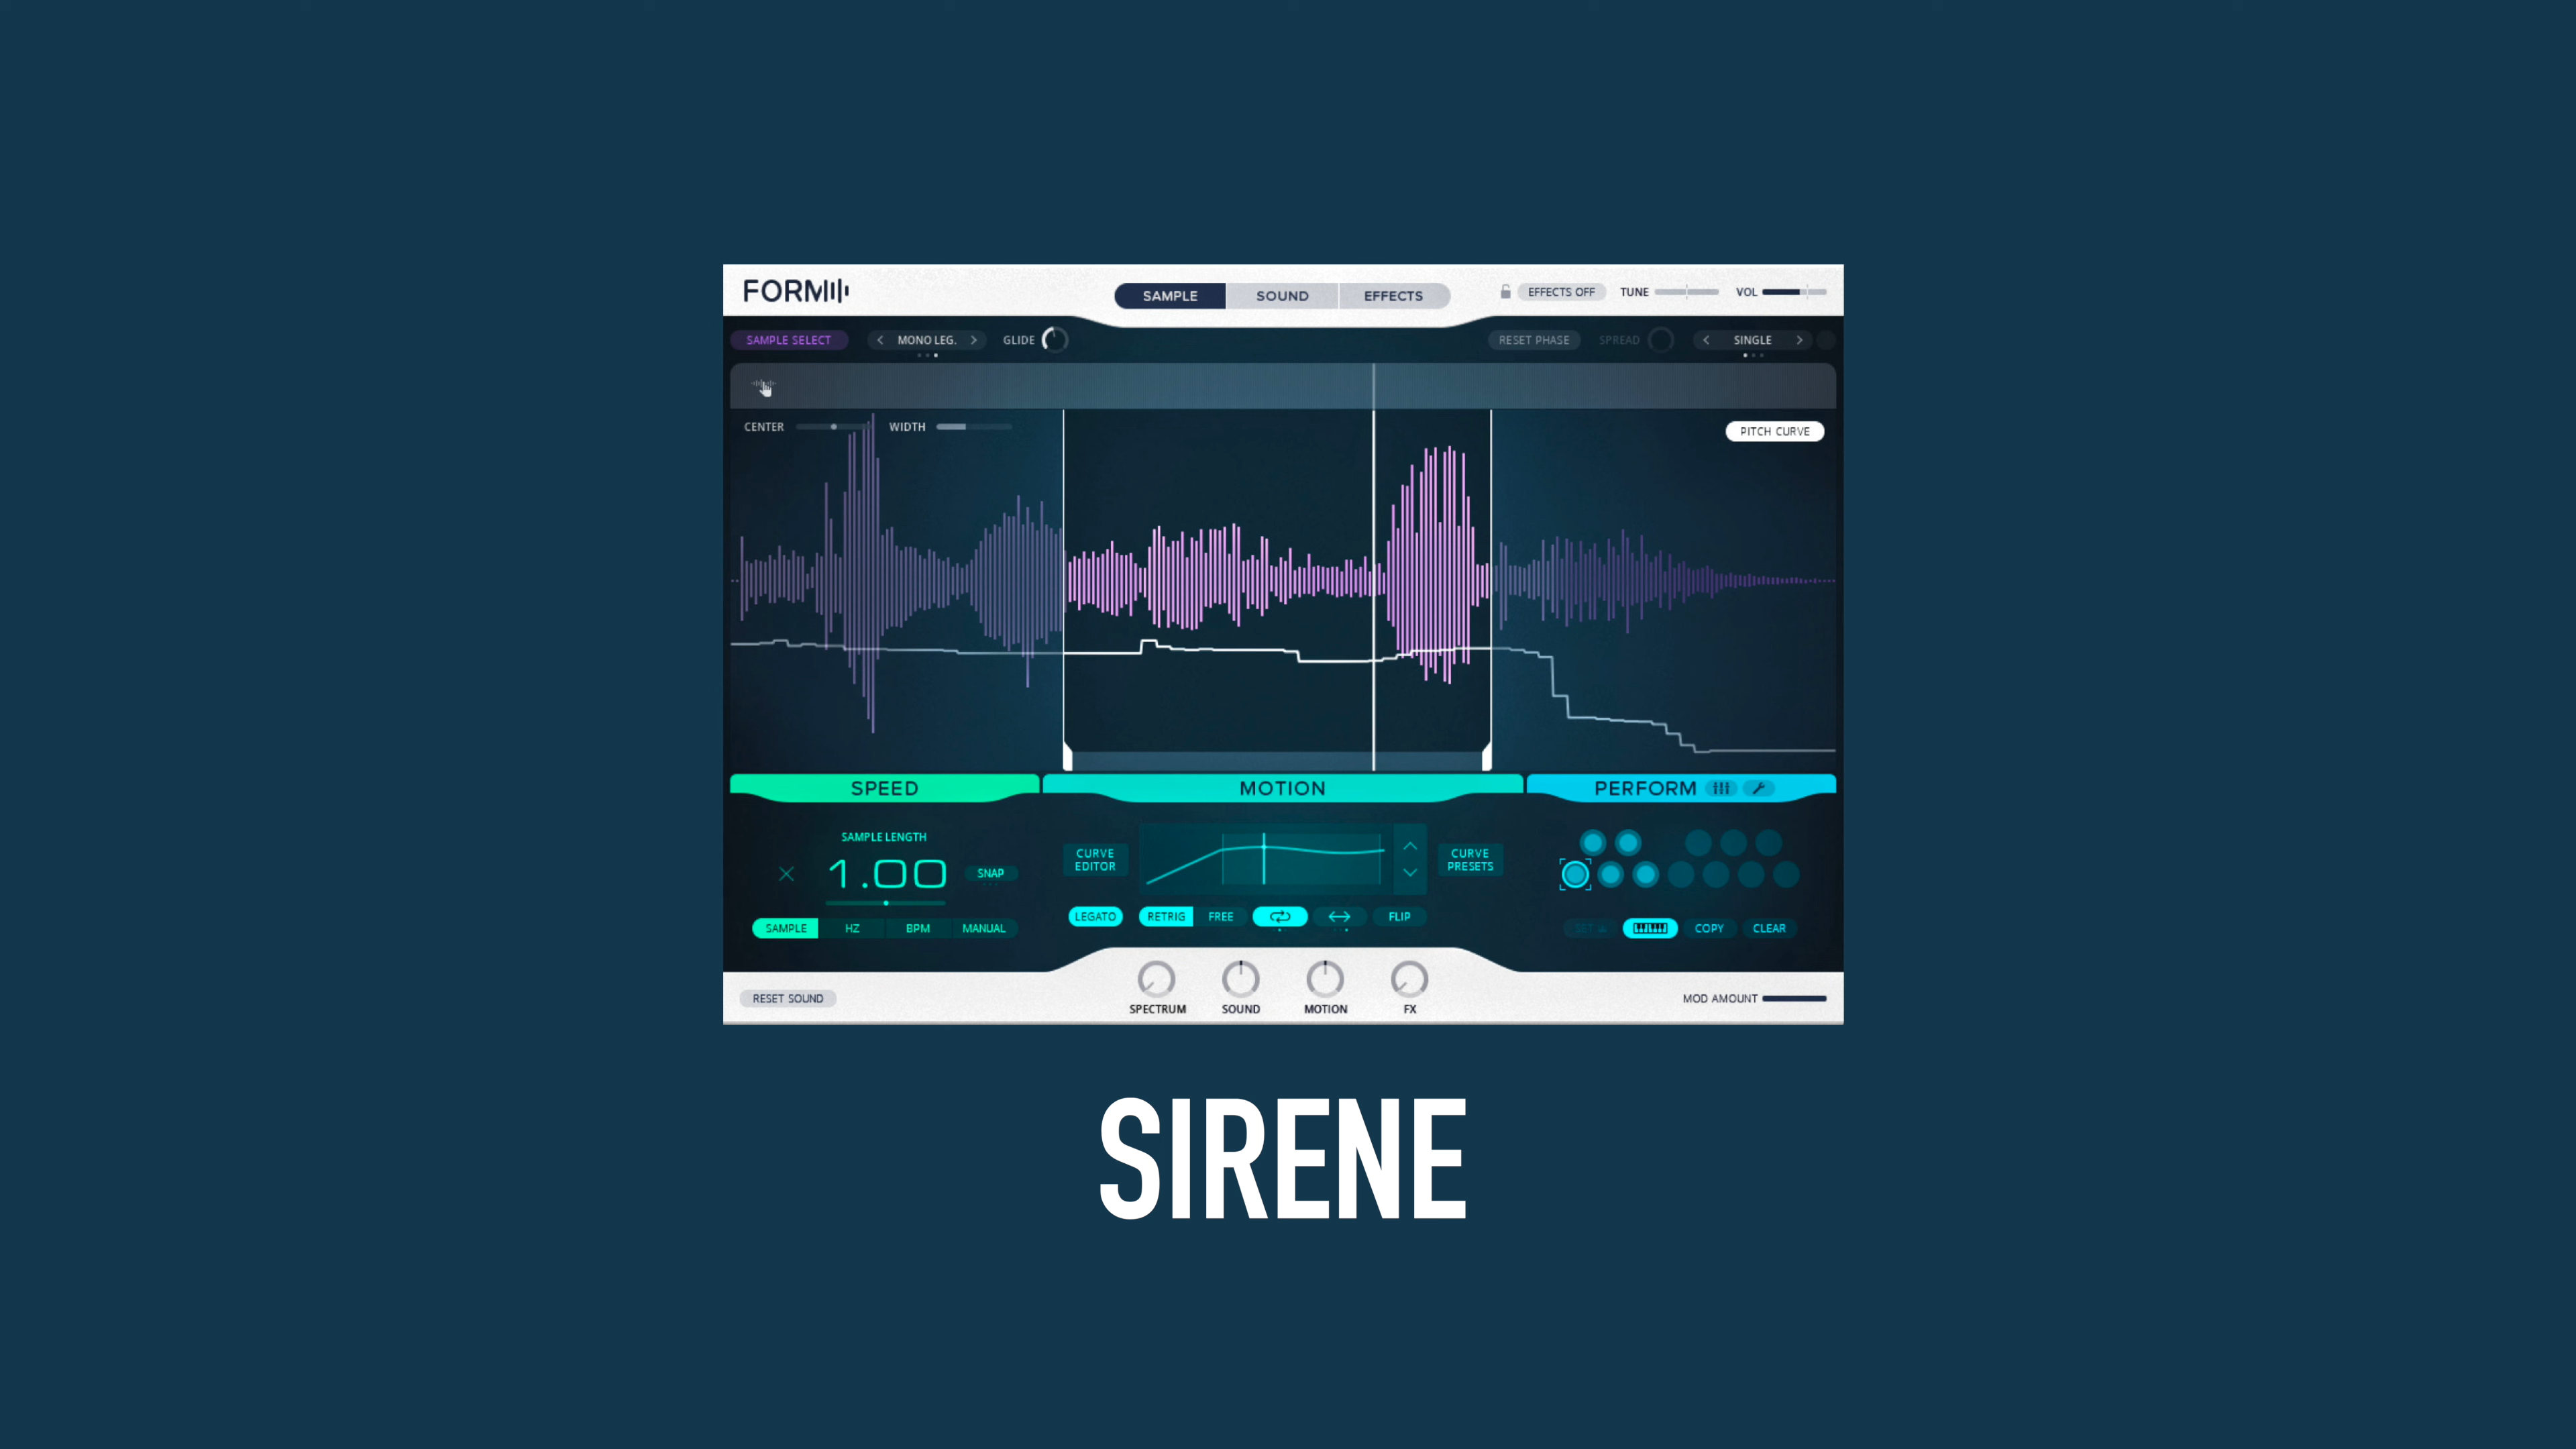 FORM
SAMPLE SOUND EFFECTS
EFFECTS OFF TUNE VOL
SAMPLE SELECT MONO LEG. GLIDE RESET PHASE SPREAD SINGLE
CENTER WIDTH PITCH CURVE
SPEED MOTION PERFORM
SAMPLE LENGTH
1.00 SNAP
SAMPLE HZ BPM MANUAL
CURVE
EDITOR
CURVE
PRESETS
LEGATO RETRIG FREE FLIP
SET COPY CLEAR
RESET SOUND SPECTRUM SOUND MOTION FX MOD AMOUNT
SIRENE